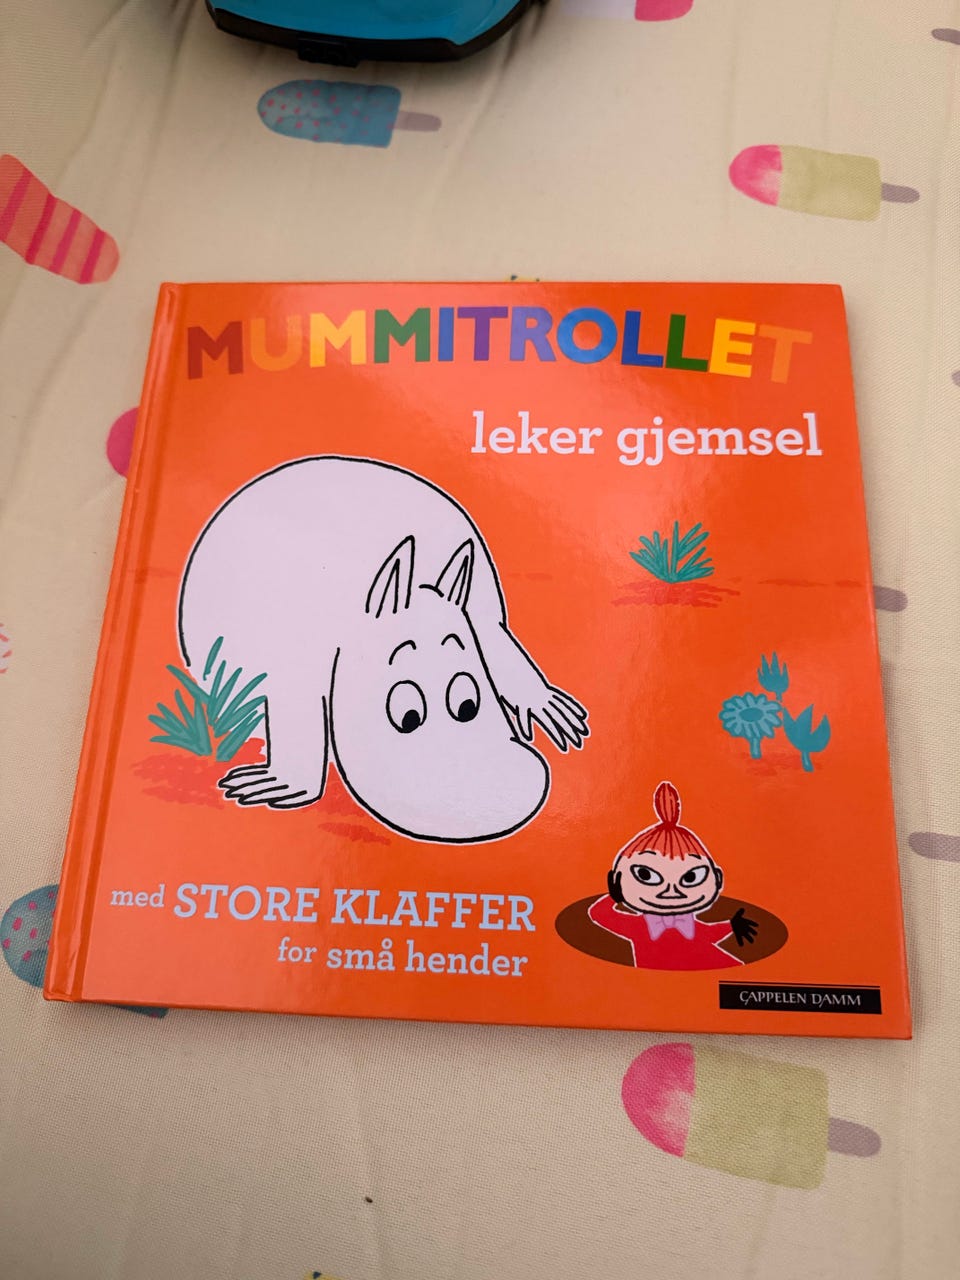 MUMMITROLLET
leker gjemsel
med STORE KLAFFER
for små hender
CAPPELEN DAMM